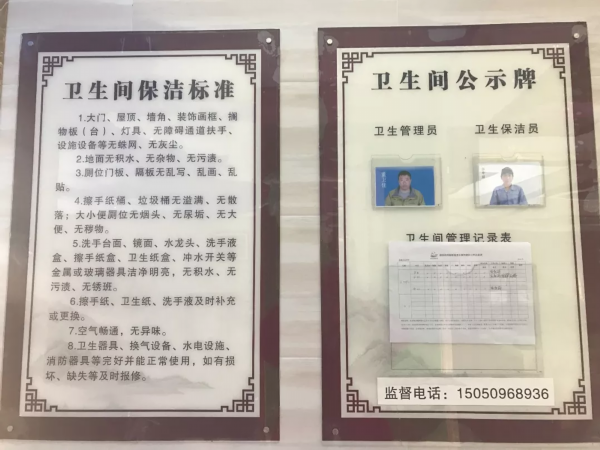 卫生间保洁标准
1.大门、屋顶、墙角、装饰画框、搁
物板（台）、灯具、无障碍通道扶手、
设施设备等无蛛网、无灰尘。
2.地面无积水、无杂物、无污渍。
3.厕位门板、隔板无乱写、乱画、乱
贴。
4.擦手纸桶、垃圾桶无溢满、无散
落；大小便厕位无烟头、无尿垢、无大
便、无秽物。
5.洗手台面、镜面、水龙头、洗手液
盒、擦手纸盒、卫生纸盒、冲水开关等
金属或玻璃器具洁净明亮，无积水、无
污渍、无锈班。
6.擦手纸、卫生纸、洗手液及时补充
或更换。
7.空气畅通，无异味。
8.卫生器具、换气设备、水电设施、
消防器具等完好并能正常使用，如有损
坏、缺失等及时报修。
卫生间公示牌
卫生管理员
卫生保洁员
卫生间管理记录表
监督电话：15050968936